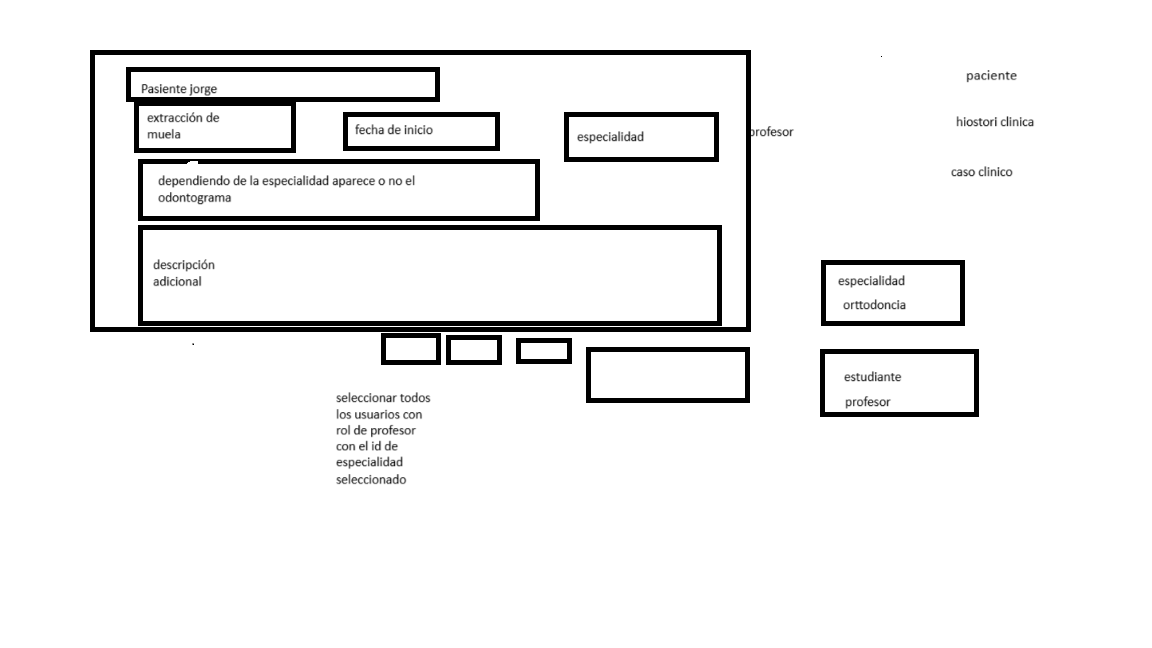 Pasiente jorge
extracción de
muela
fecha de inicio
especialidad
profesor
dependiendo de la especialidad aparece o no el
odontograma
descripción
adicional
seleccionar todos
los usuarios con
rol de profesor
con el id de
especialidad
seleccionado
paciente
hiostori clinica
caso clinico
especialidad
orttodoncia
estudiante
profesor